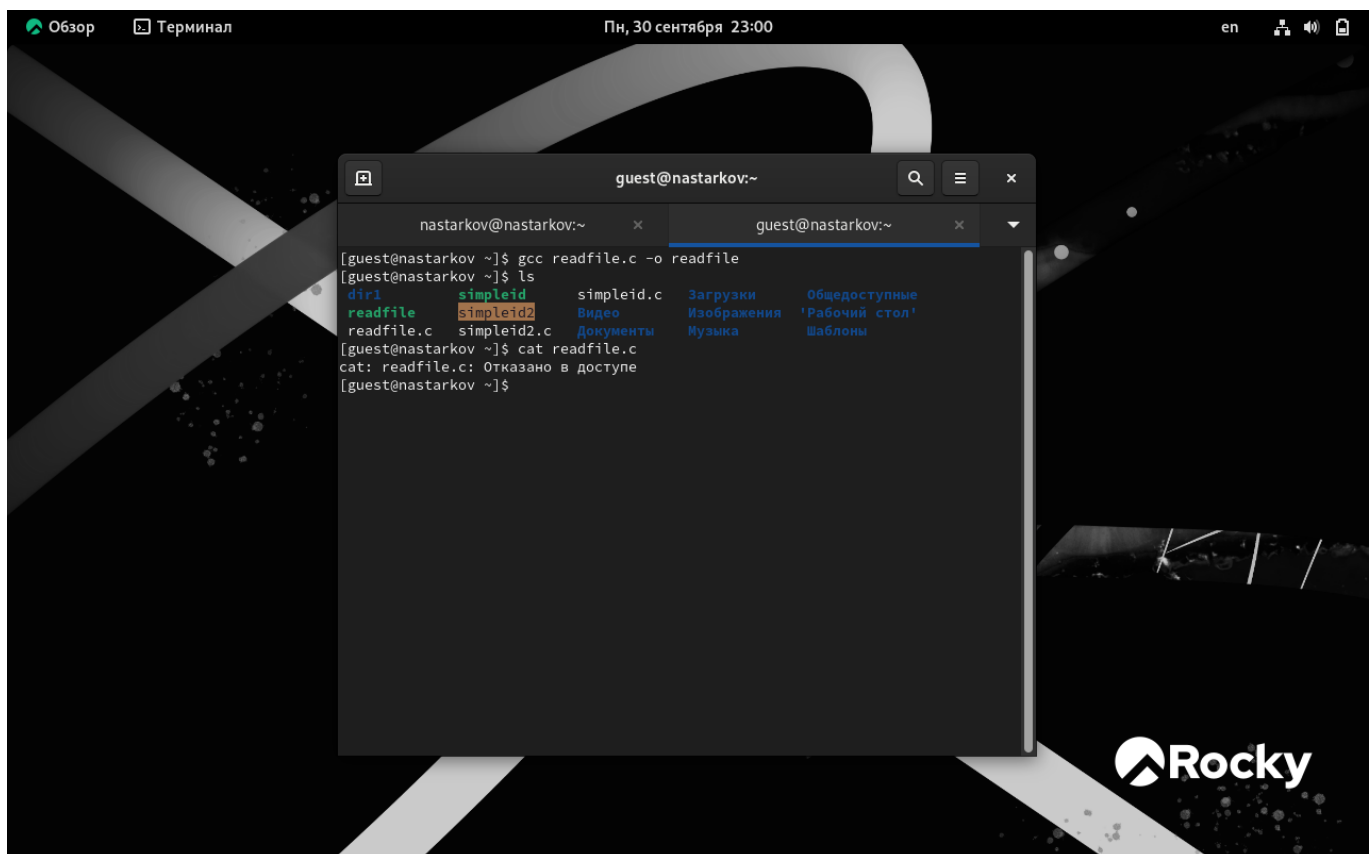 Обзор Терминал Пн, 30 сентября 23:00 en
guest@nastarkov:~
nastarkov@nastarkov:~ × guest@nastarkov:~ ×
[guest@nastarkov ~]$ gcc readfile.c -o readfile
[guest@nastarkov ~]$ ls
dir1 simpleid simpleid.c Загрузки Общедоступные
readfile simpleid2 Видео Изображения 'Рабочий стол'
readfile.c simpleid2.c Документы Музыка Шаблоны
[guest@nastarkov ~]$ cat readfile.c
cat: readfile.c: Отказано в доступе
[guest@nastarkov ~]$
Rocky